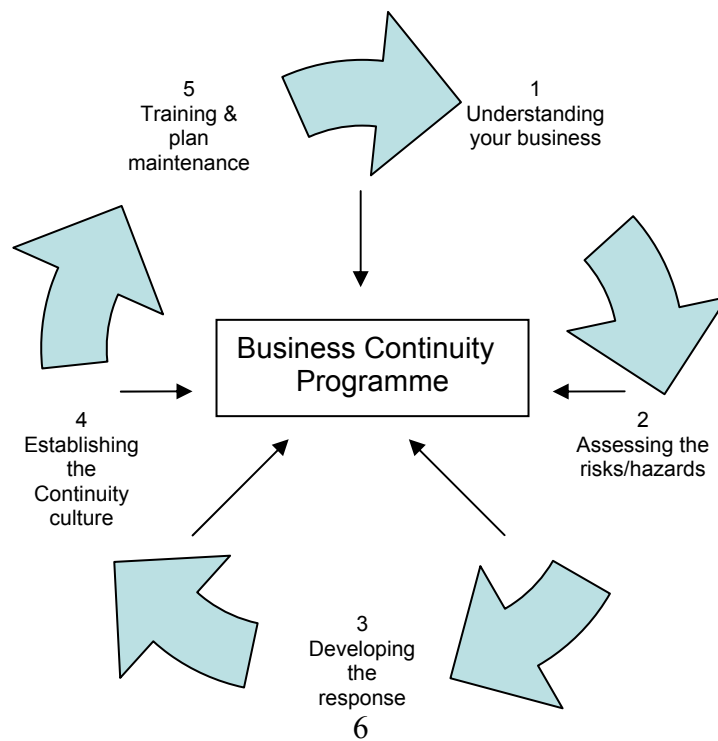 5
Training &
plan
maintenance
1
Understanding
your business
Business Continuity
Programme
4
Establishing
the
Continuity
culture
2
Assessing the
risks/hazards
3
Developing
the
response
6